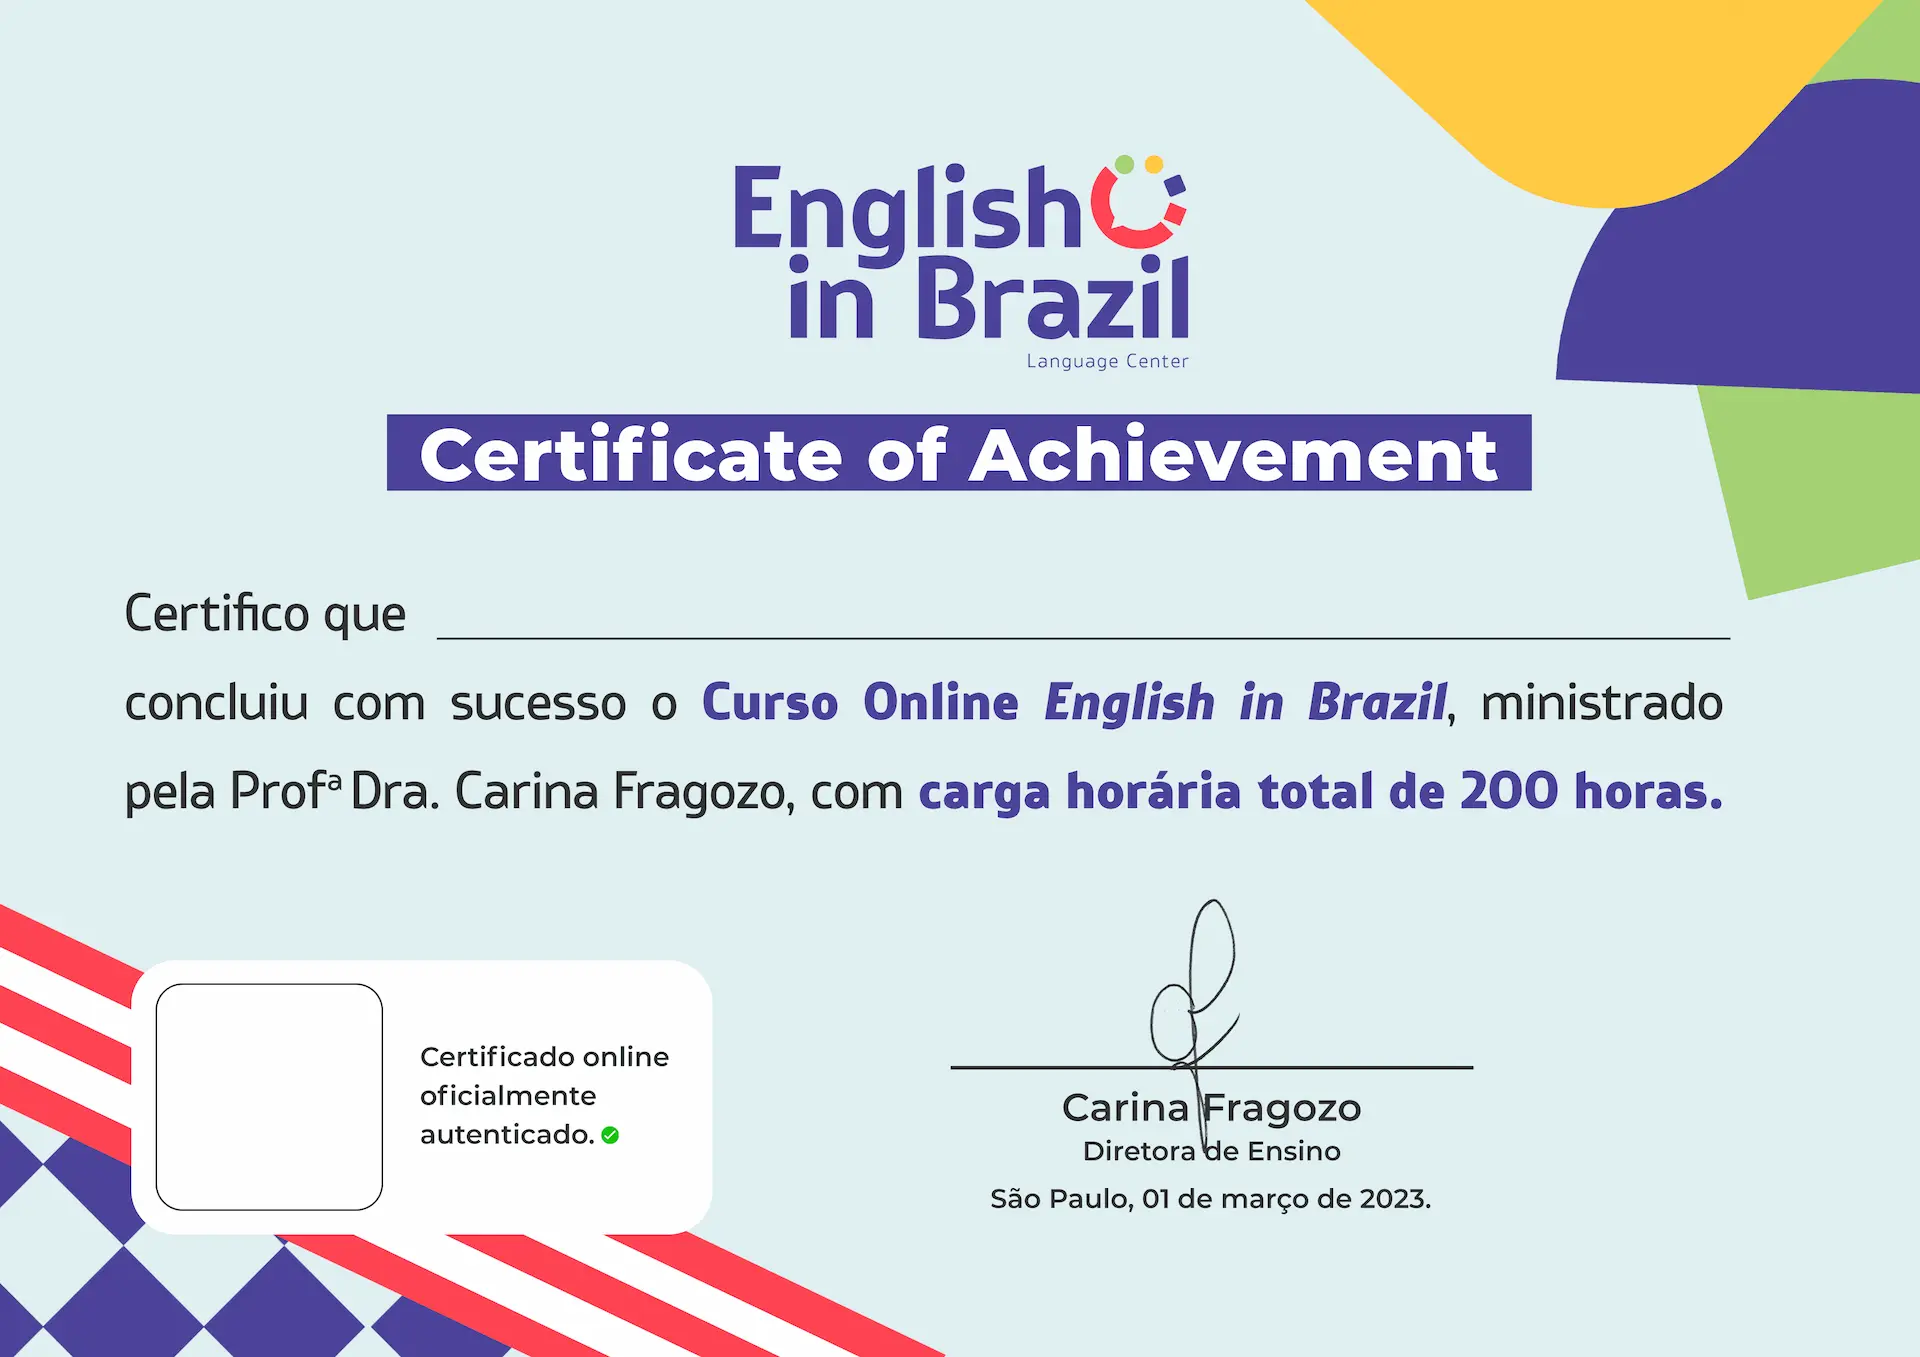 English
in Brazil
Language Center
Certificate of Achievement
Certifico que
concluiu com sucesso o Curso Online English in Brazil, ministrado
pela Profª Dra. Carina Fragozo, com carga horária total de 200 horas.
Certificado online
oficialmente
autenticado.
Carina Fragozo
Diretora de Ensino
São Paulo, 01 de março de 2023.